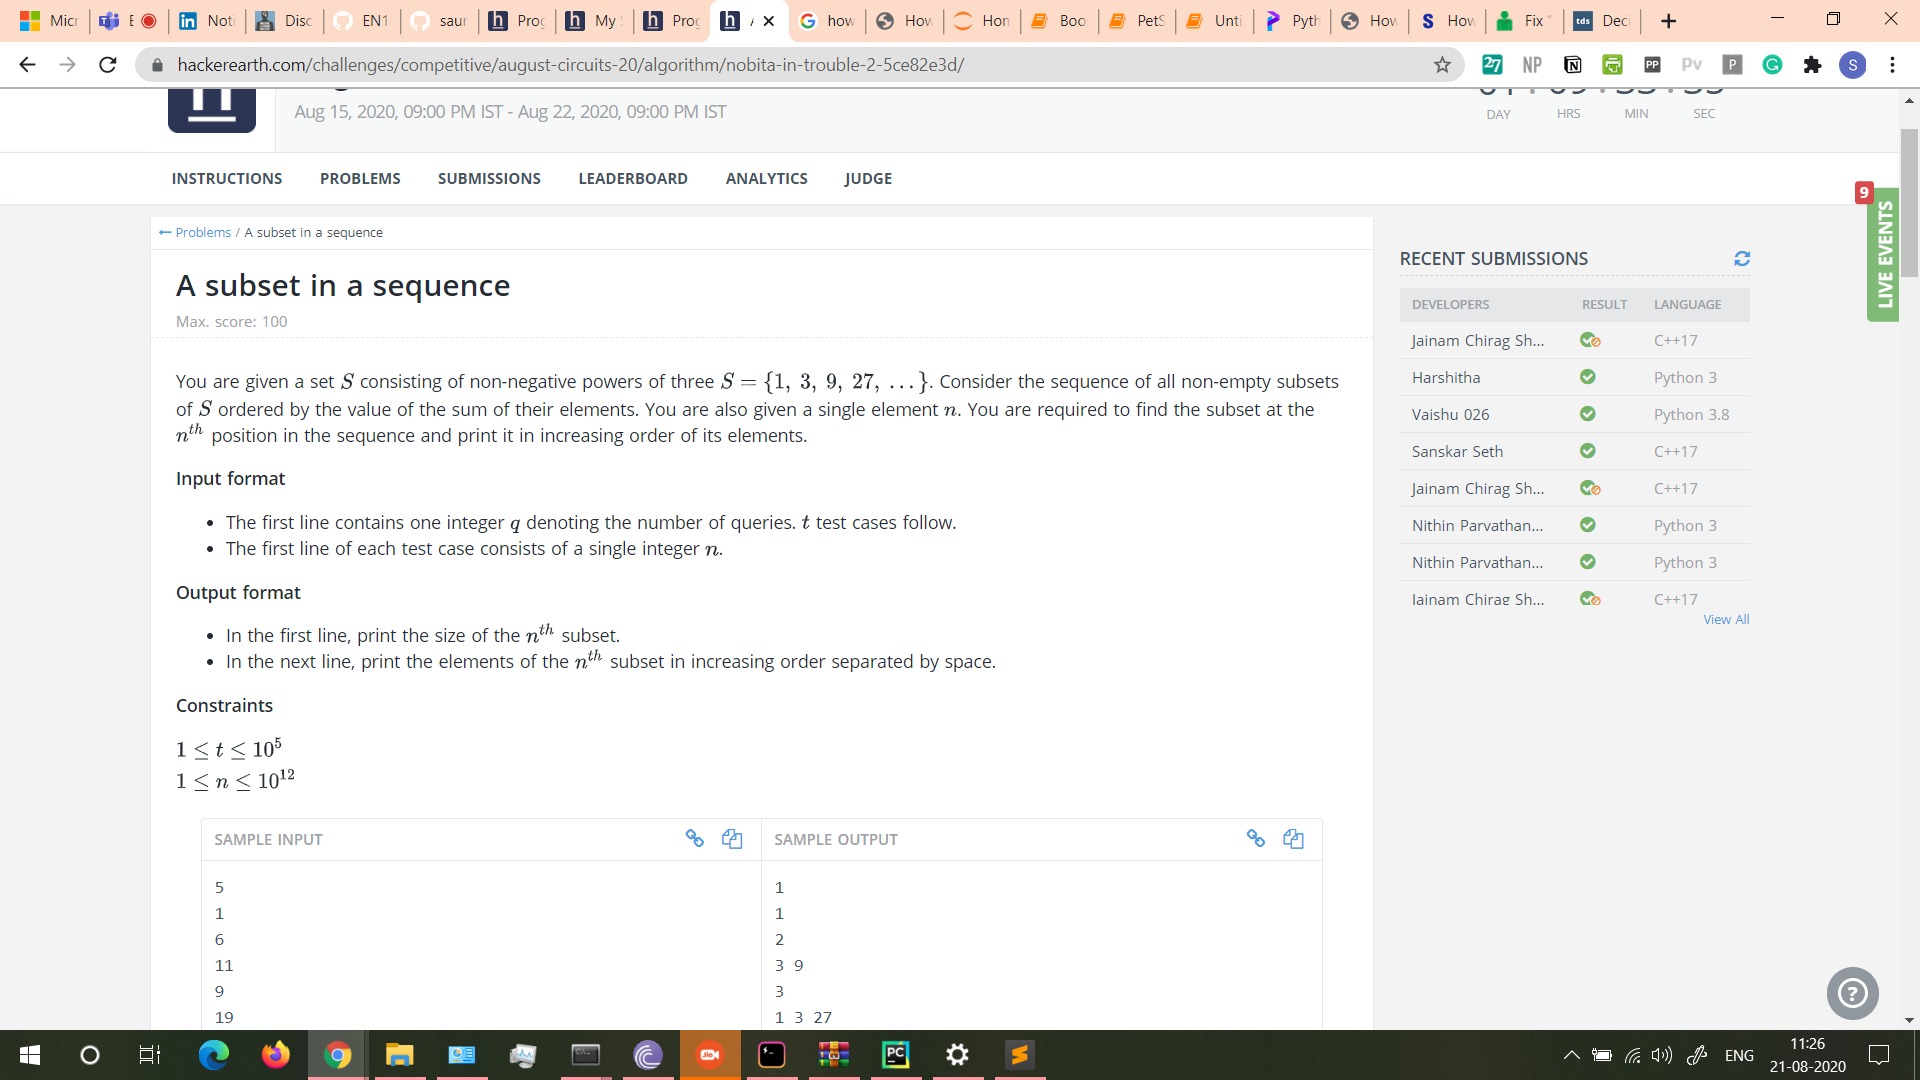 Micr
E
Noti
Disc
EN1
saur
Prog
My
Prog
how
How
Hon
Boo
PetS
Unti
Pyth
How
How
Fix "
Deci
hackerearth.com/challenges/competitive/august-circuits-20/algorithm/nobita-in-trouble-2-5ce82e3d/
27 NP PP Pv P S
Aug 15, 2020, 09:00 PM IST - Aug 22, 2020, 09:00 PM IST
DAY HRS MIN SEC
INSTRUCTIONS PROBLEMS SUBMISSIONS LEADERBOARD ANALYTICS JUDGE
9
LIVE EVENTS
← Problems / A subset in a sequence
A subset in a sequence
Max. score: 100
You are given a set S consisting of non-negative powers of three S = {1, 3, 9, 27, ...}. Consider the sequence of all non-empty subsets
of S ordered by the value of the sum of their elements. You are also given a single element n. You are required to find the subset at the
nᵗʰ position in the sequence and print it in increasing order of its elements.
Input format
• The first line contains one integer q denoting the number of queries. t test cases follow.
• The first line of each test case consists of a single integer n.
Output format
• In the first line, print the size of the nᵗʰ subset.
• In the next line, print the elements of the nᵗʰ subset in increasing order separated by space.
Constraints
1 ≤ t ≤ 10⁵
1 ≤ n ≤ 10¹²
SAMPLE INPUT
5
1
6
11
9
19
SAMPLE OUTPUT
1
1
2
3 9
3
1 3 27
RECENT SUBMISSIONS
DEVELOPERS RESULT LANGUAGE
Jainam Chirag Sh... C++17
Harshitha Python 3
Vaishu 026 Python 3.8
Sanskar Seth C++17
Jainam Chirag Sh... C++17
Nithin Parvathan... Python 3
Nithin Parvathan... Python 3
Jainam Chirag Sh... C++17
View All
?
Jio
PC
ENG
11:26
21-08-2020